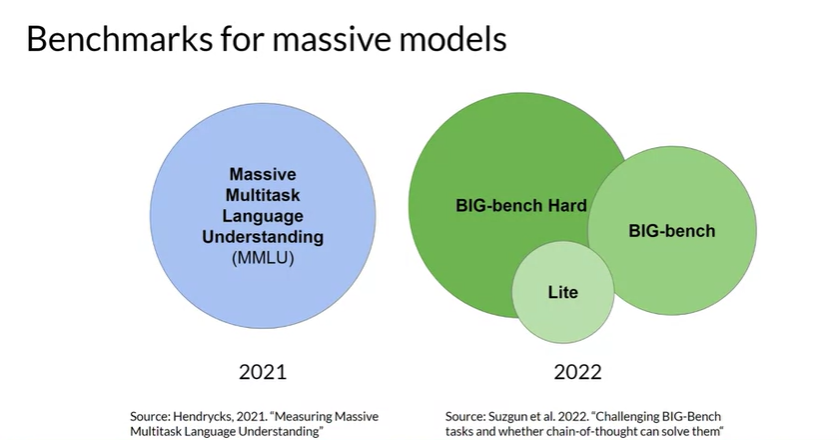 Benchmarks for massive models
Massive
Multitask
Language
Understanding
(MMLU)
BIG-bench Hard
BIG-bench
Lite
2021
2022
Source: Hendrycks, 2021. “Measuring Massive
Multitask Language Understanding”
Source: Suzgun et al. 2022. “Challenging BIG-Bench
tasks and whether chain-of-thought can solve them“